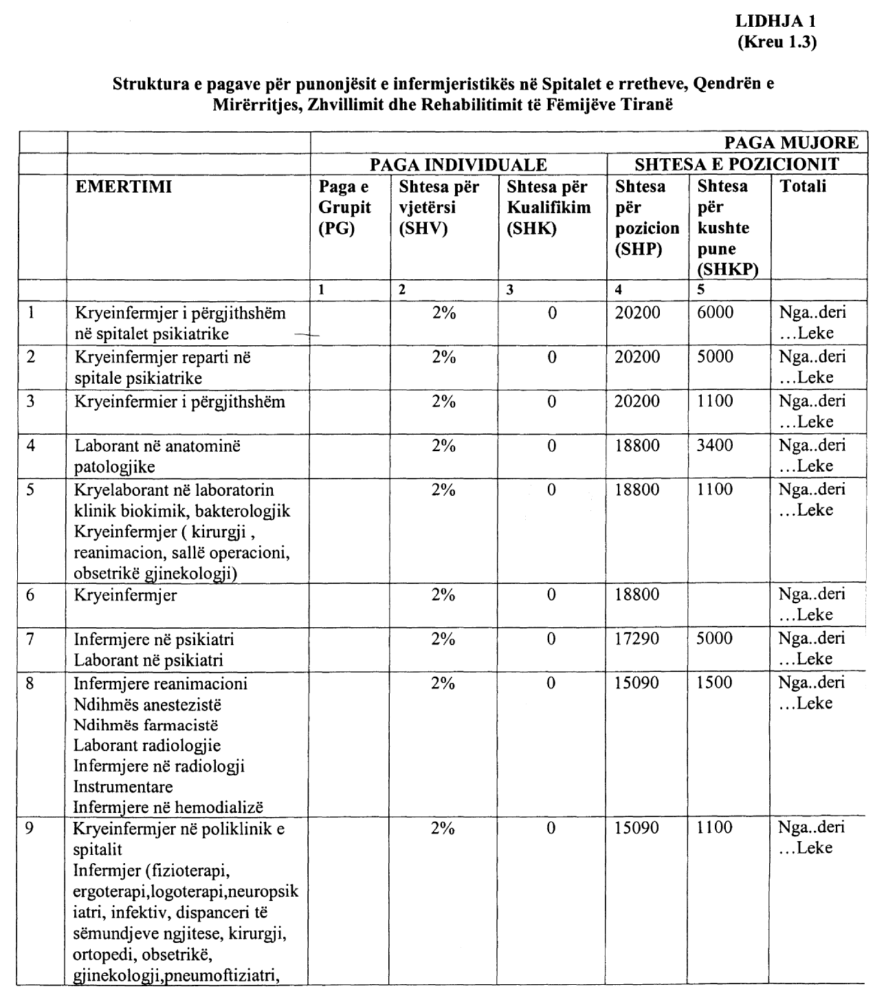 LIDHJA 1
(Kreu 1.3)
Struktura e pagave për punonjësit e infermjeristikës në Spitalet e rretheve, Qendrën e
Mirërritjes, Zhvillimit dhe Rehabilitimit të Fëmijëve Tiranë
PAGA MUJORE
PAGA INDIVIDUALE SHTESA E POZICIONIT
EMERTIMI Paga e Shtesa për Shtesa për Shtesa Shtesa Totali
Grupit vjetërsi Kualifikim për për
(PG) (SHV) (SHK) pozicion kushte
(SHP) pune
(SHKP)
1 2 3 4 5
1 Kryeinfermjer i përgjithshëm 2% 0 20200 6000 Nga..deri
në spitalet psikiatrike ...Leke
2 Kryeinfermjer reparti në 2% 0 20200 5000 Nga..deri
spitale psikiatrike ...Leke
3 Kryeinfermier i përgjithshëm 2% 0 20200 1100 Nga..deri
...Leke
4 Laborant në anatominë 2% 0 18800 3400 Nga..deri
patologjike ...Leke
5 Kryelaborant në laboratorin 2% 0 18800 1100 Nga..deri
klinik biokimik, bakterologjik ...Leke
Kryeinfermjer ( kirurgji ,
reanimacion, sallë operacioni,
obsetrikë gjinekologji)
6 Kryeinfermjer 2% 0 18800 Nga..deri
...Leke
7 Infermjere në psikiatri 2% 0 17290 5000 Nga..deri
Laborant në psikiatri ...Leke
8 Infermjere reanimacioni 2% 0 15090 1500 Nga..deri
Ndihmës anestezistë ...Leke
Ndihmës farmacistë
Laborant radiologjie
Infermjere në radiologji
Instrumentare
Infermjere në hemodializë
9 Kryeinfermjer në poliklinik e 2% 0 15090 1100 Nga..deri
spitalit ...Leke
Infermjer (fizioterapi,
ergoterapi,logoterapi,neuropsik
iatri, infektiv, dispanceri të
sëmundjeve ngjitese, kirurgji,
ortopedi, obsetrikë,
gjinekologji,pneumoftiziatri,